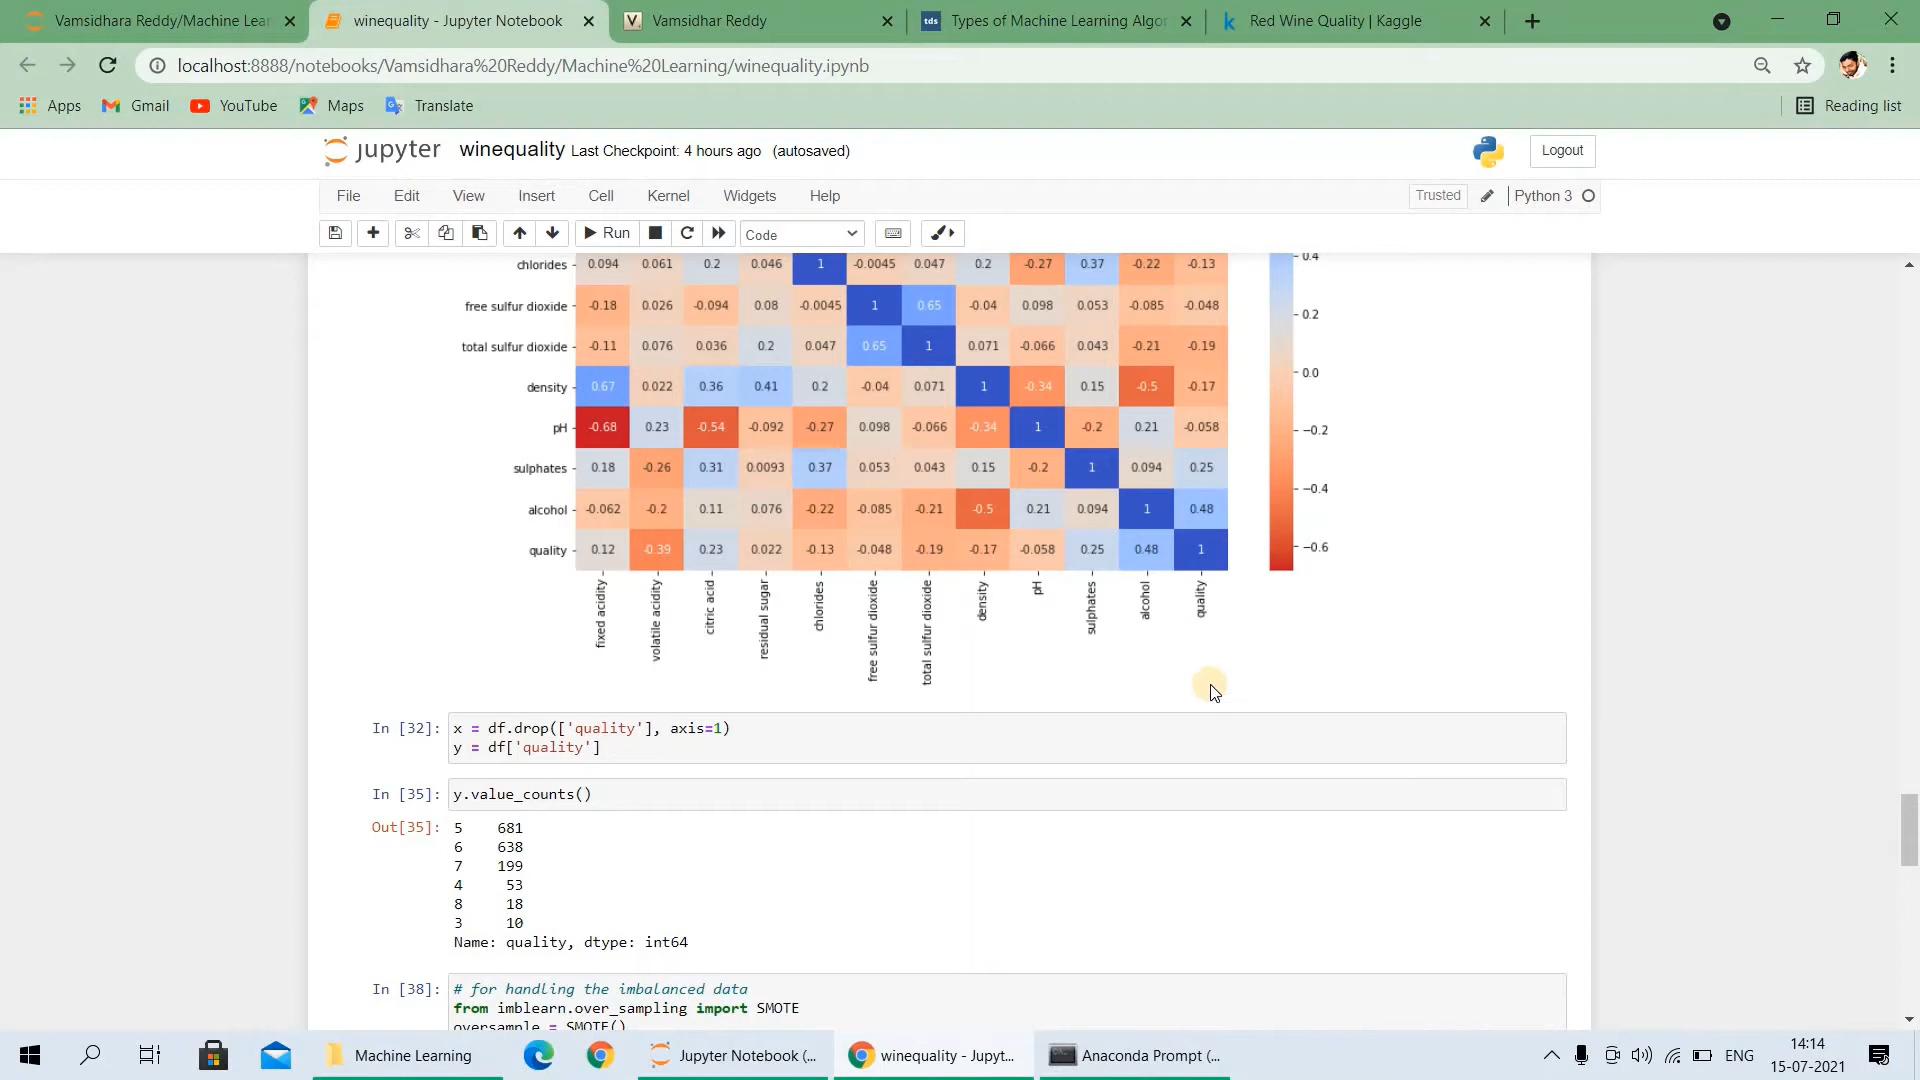 Vamsidhara Reddy/Machine Lear
winequality - Jupyter Notebook
Vamsidhar Reddy
tds
Types of Machine Learning Algor
Red Wine Quality | Kaggle
localhost:8888/notebooks/Vamsidhara%20Reddy/Machine%20Learning/winequality.ipynb
Apps
Gmail
YouTube
Maps
Translate
Reading list
jupyter winequality Last Checkpoint: 4 hours ago (autosaved)
Logout
File Edit View Insert Cell Kernel Widgets Help
Trusted
Python 3
Run
Code
chlorides 0.094 0.061 0.2 0.046 1 -0.0045 0.047 0.2 -0.27 0.37 -0.22 -0.13
free sulfur dioxide -0.18 0.026 -0.094 0.08 -0.0045 1 0.65 -0.04 0.098 0.053 -0.085 -0.048
total sulfur dioxide -0.11 0.076 0.036 0.2 0.047 0.65 1 0.071 -0.066 0.043 -0.21 -0.19
density 0.67 0.022 0.36 0.41 0.2 -0.04 0.071 1 -0.34 0.15 -0.5 -0.17
pH -0.68 0.23 -0.54 -0.092 -0.27 0.098 -0.066 -0.34 1 -0.2 0.21 -0.058
sulphates 0.18 -0.26 0.31 0.0093 0.37 0.053 0.043 0.15 -0.2 1 0.094 0.25
alcohol -0.062 -0.2 0.11 0.076 -0.22 -0.085 -0.21 -0.5 0.21 0.094 1 0.48
quality 0.12 -0.39 0.23 0.022 -0.13 -0.048 -0.19 -0.17 -0.058 0.25 0.48 1
fixed acidity
volatile acidity
citric acid
residual sugar
chlorides
free sulfur dioxide
total sulfur dioxide
density
pH
sulphates
alcohol
quality
0.4
0.2
0.0
-0.2
-0.4
-0.6
In [32]: x = df.drop(['quality'], axis=1)
y = df['quality']
In [35]: y.value_counts()
Out[35]: 5 681
6 638
7 199
4 53
8 18
3 10
Name: quality, dtype: int64
In [38]: # for handling the imbalanced data
from imblearn.over_sampling import SMOTE
oversample = SMOTE()
Machine Learning
Jupyter Notebook (...
winequality - Jupyt...
Anaconda Prompt (...
ENG
14:14
15-07-2021